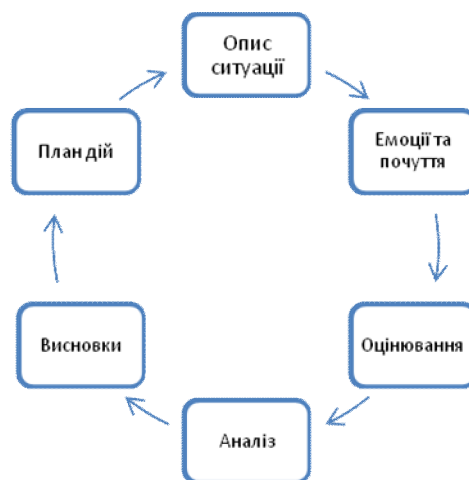 Опис
ситуації
Емоції та
почуття
Оцінювання
Аналіз
Висновки
План дій